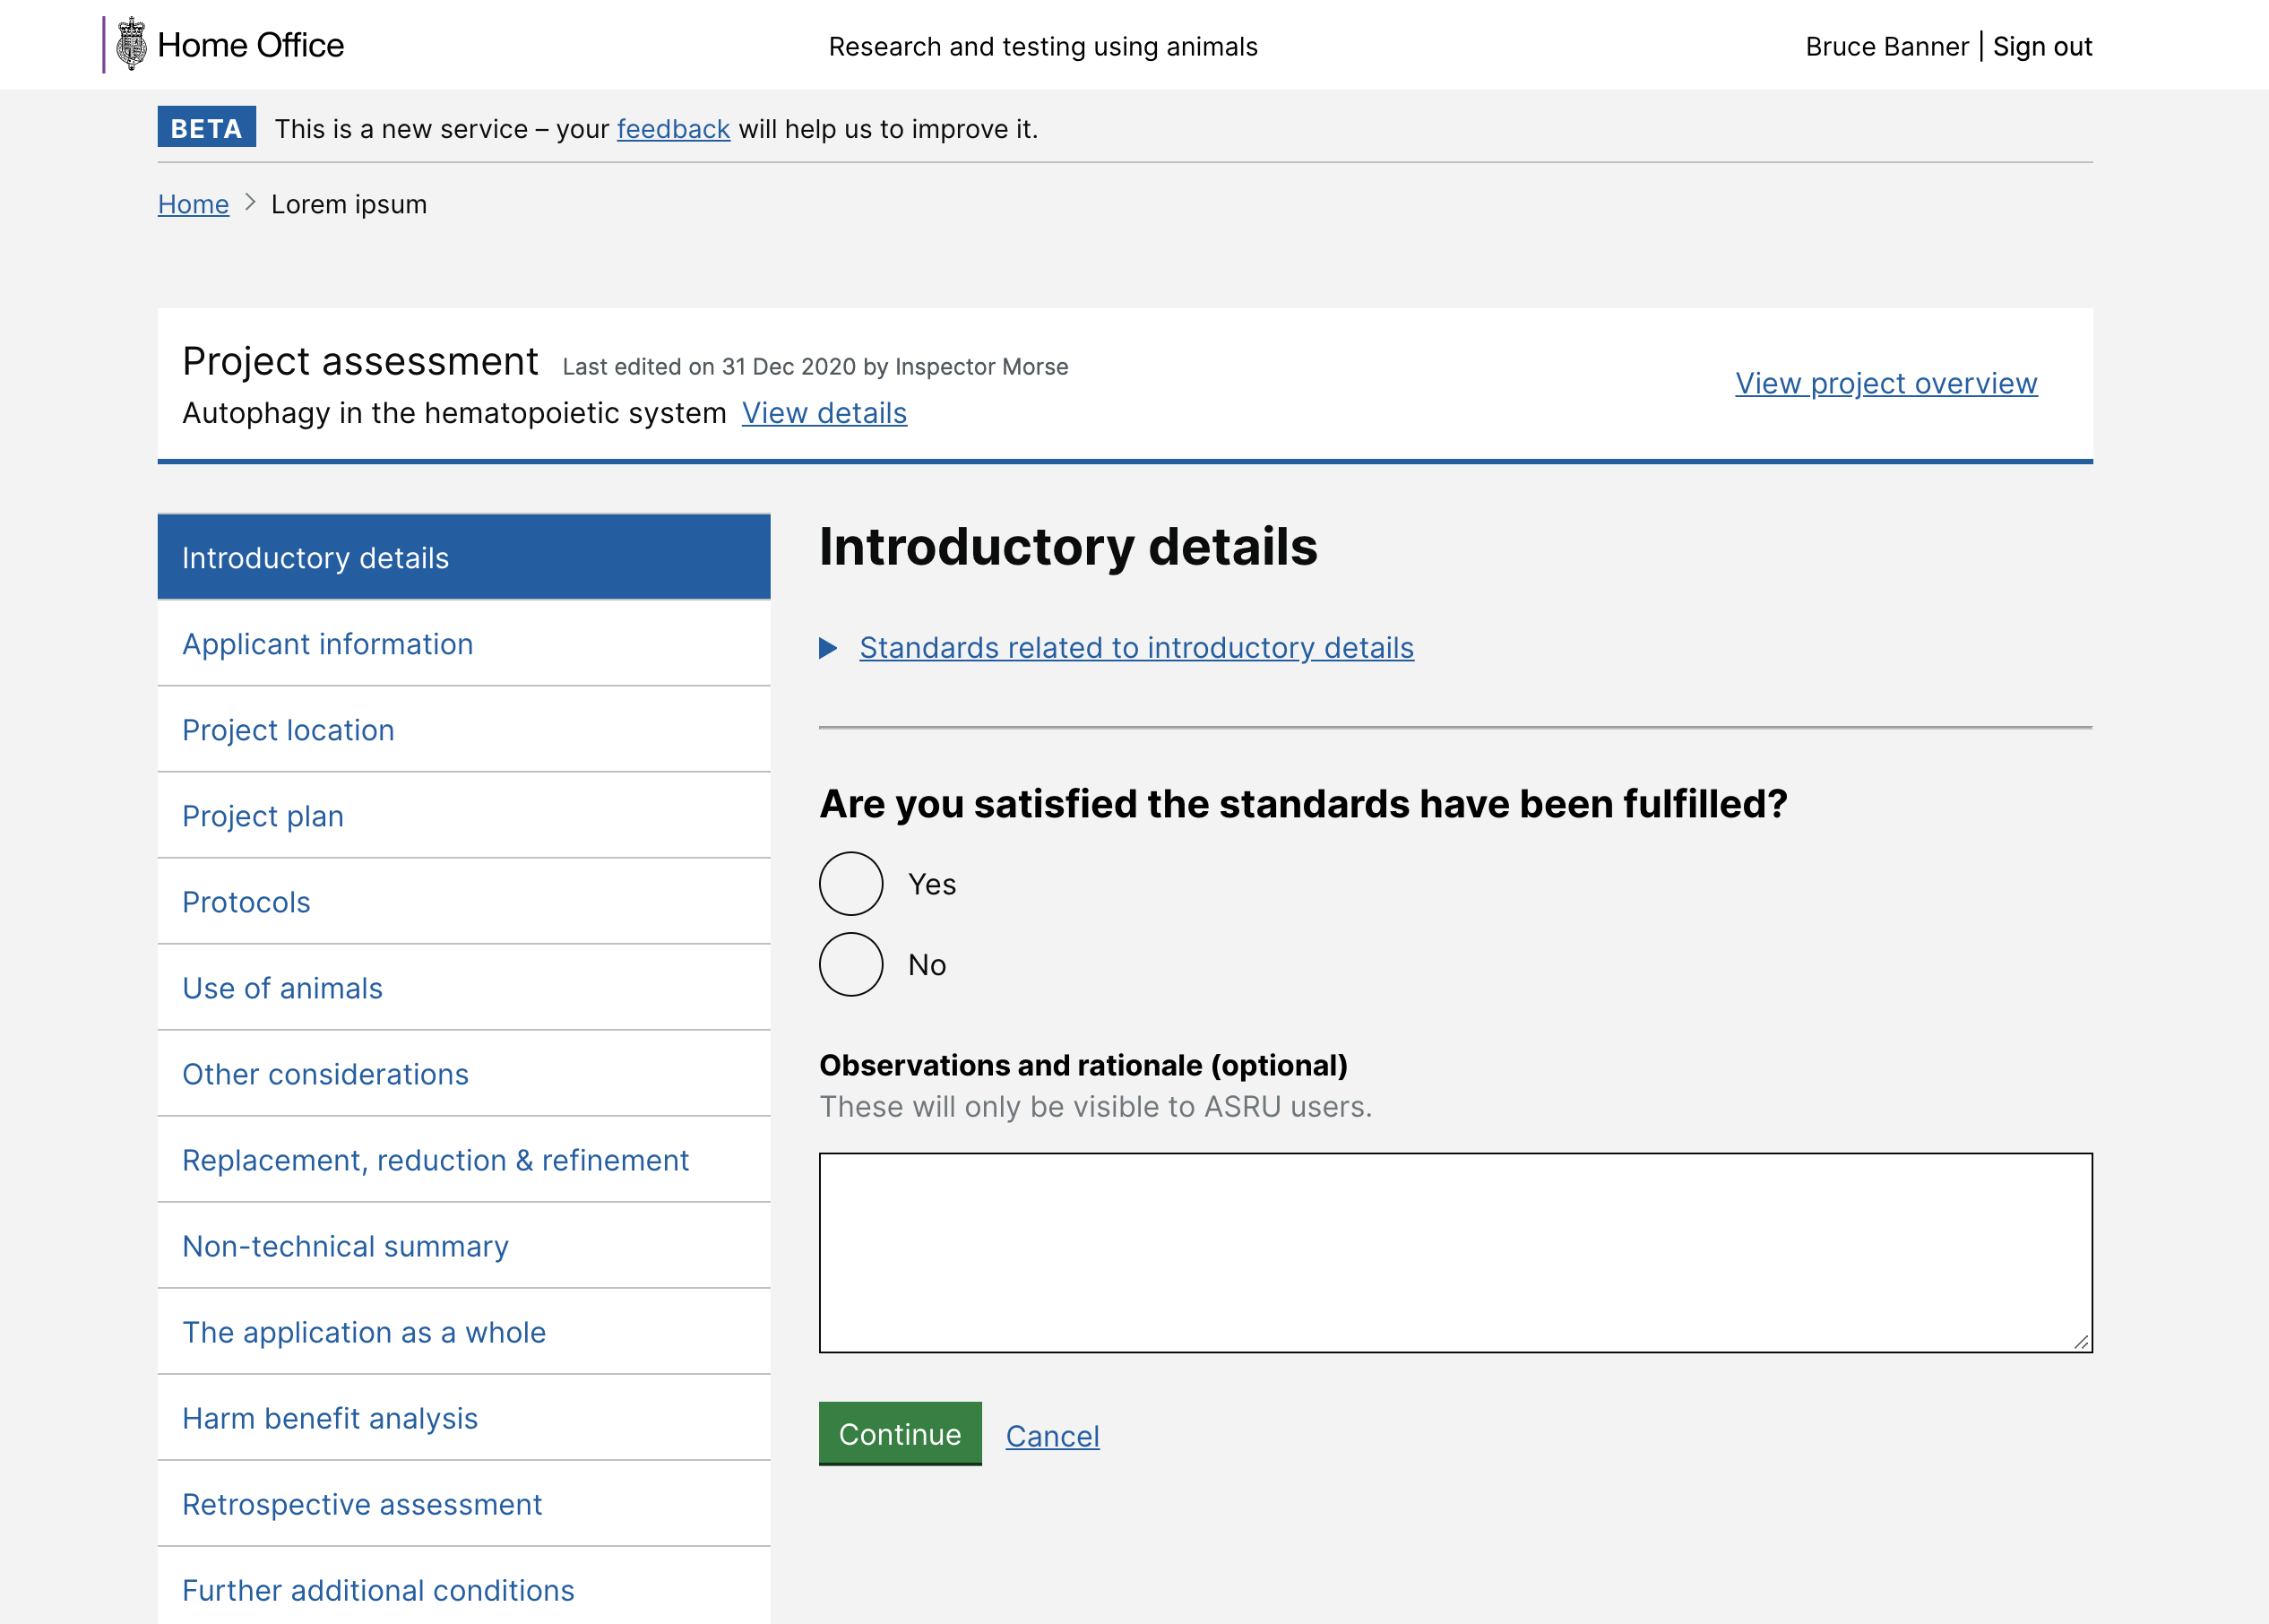 Home Office
Research and testing using animals
Bruce Banner | Sign out
BETA This is a new service – your feedback will help us to improve it.
Home > Lorem ipsum
Project assessment Last edited on 31 Dec 2020 by Inspector Morse
Autophagy in the hematopoietic system View details
View project overview
Introductory details
Applicant information
Project location
Project plan
Protocols
Use of animals
Other considerations
Replacement, reduction & refinement
Non-technical summary
The application as a whole
Harm benefit analysis
Retrospective assessment
Further additional conditions
Introductory details
Standards related to introductory details
Are you satisfied the standards have been fulfilled?
Yes
No
Observations and rationale (optional)
These will only be visible to ASRU users.
Continue Cancel